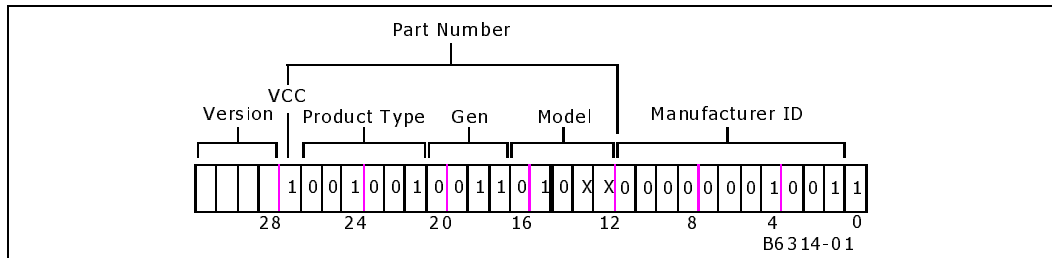 Part Number
VCC
Version Product Type Gen Model Manufacturer ID
1 0 0 1 0 0 1 0 0 1 1 0 1 0 X X 0 0 0 0 0 0 0 1 0 0 1 1
28 24 20 16 12 8 4 0
B6314-01